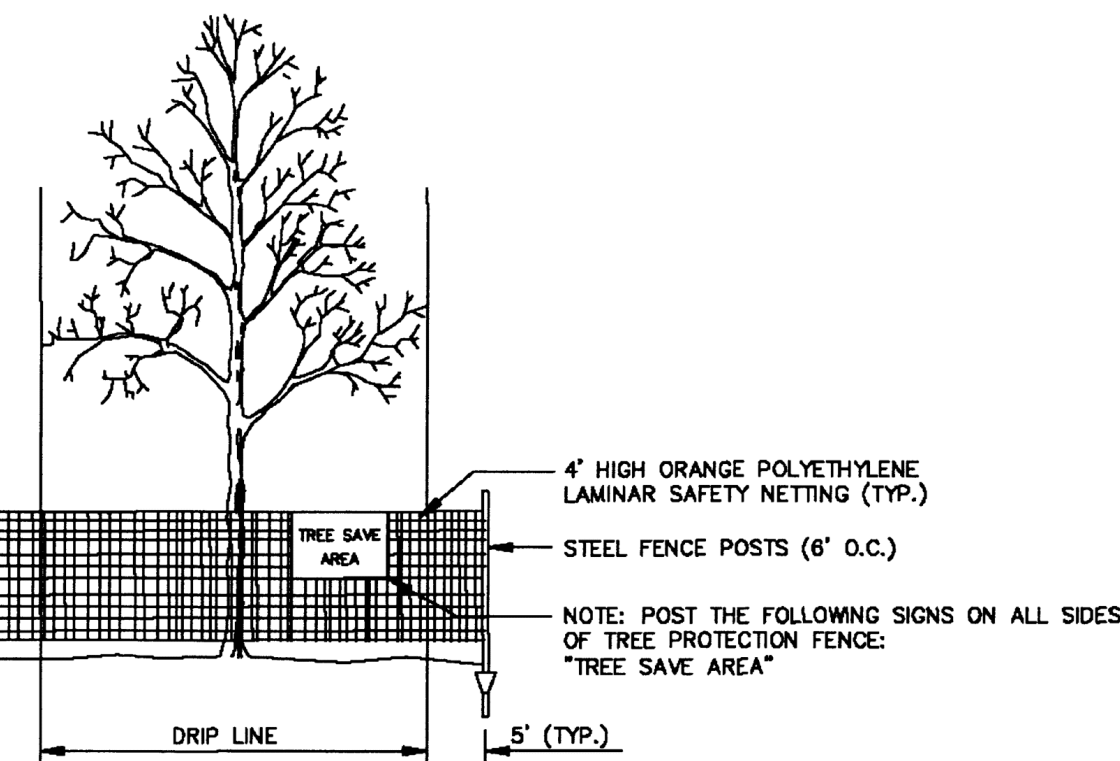 4' HIGH ORANGE POLYETHYLENE
LAMINAR SAFETY NETTING (TYP.)
TREE SAVE
AREA
STEEL FENCE POSTS (6' O.C.)
NOTE: POST THE FOLLOWING SIGNS ON ALL SIDES
OF TREE PROTECTION FENCE:
"TREE SAVE AREA"
DRIP LINE
5' (TYP.)